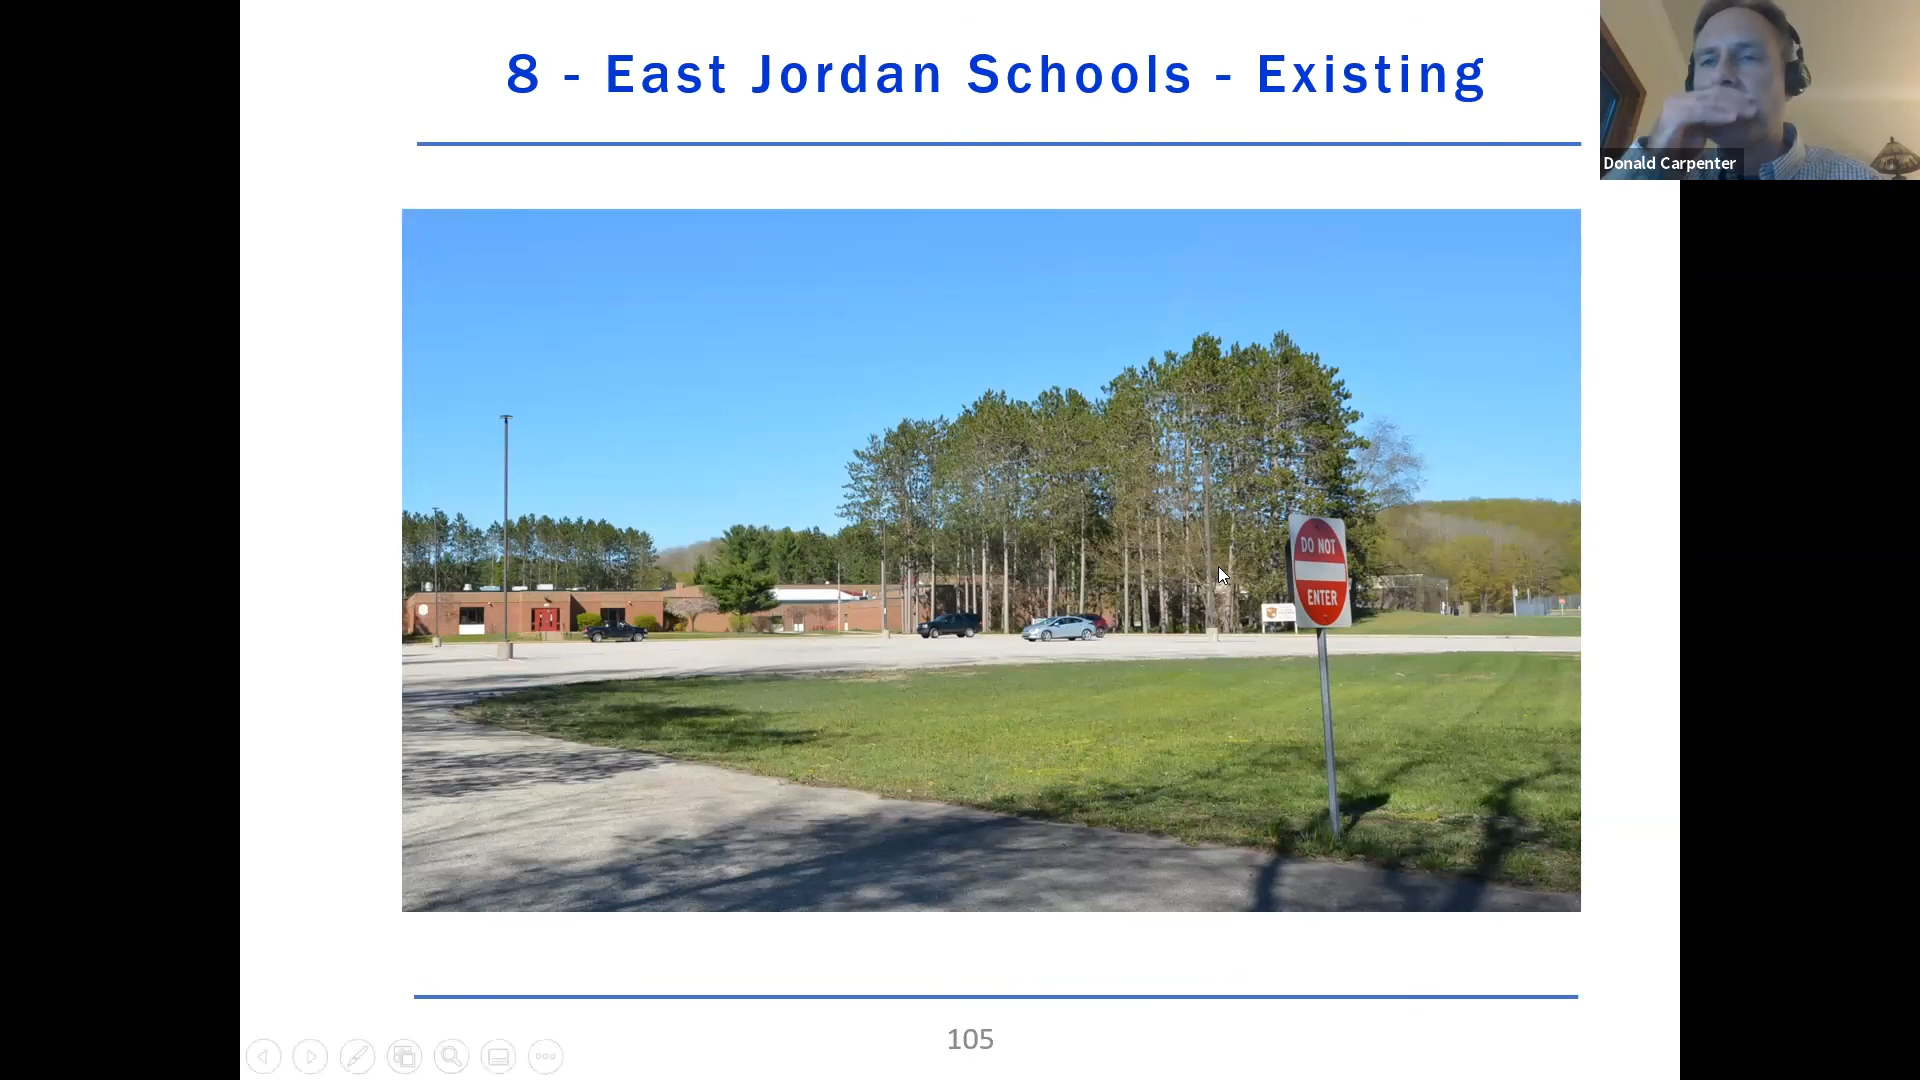 8 - East Jordan Schools - Existing
Donald Carpenter
DO NOT
ENTER
105